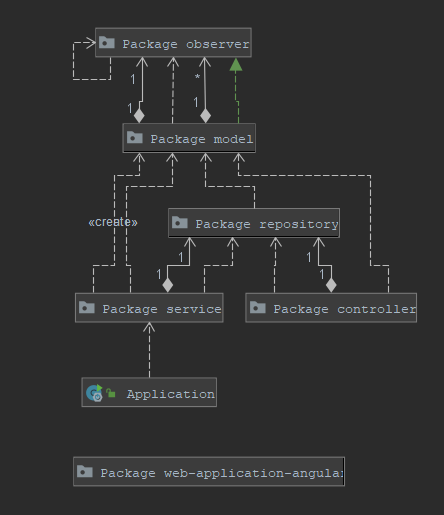 Package observer
1 *
1 1
Package model
«create»
Package repository
1 1
1 1
Package service
Package controller
Application
Package web-application-angular